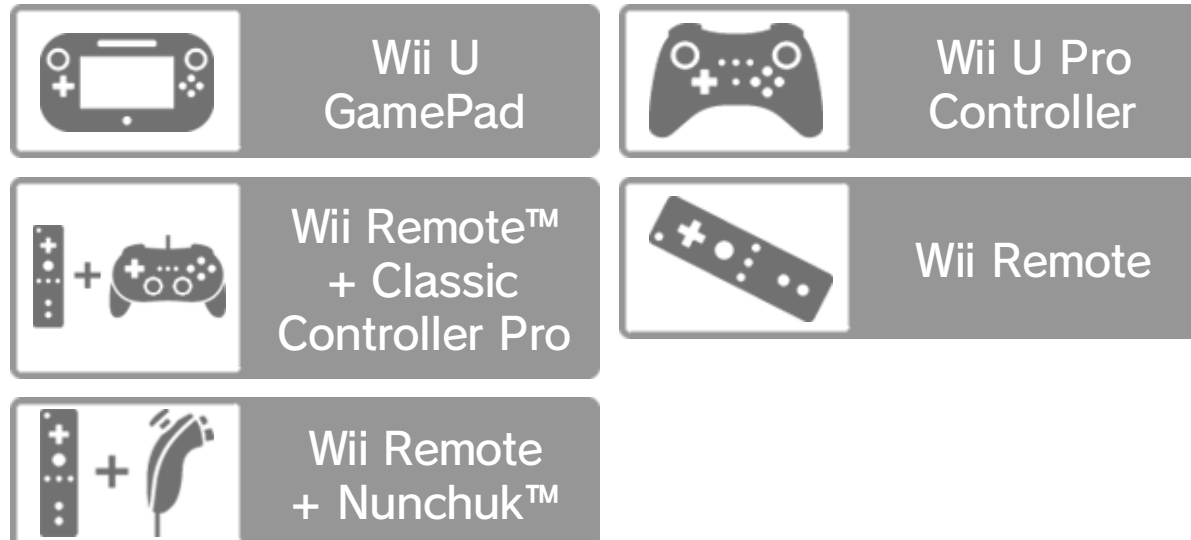 Wii U
GamePad
Wii U Pro
Controller
Wii Remote™
+ Classic
Controller Pro
Wii Remote
Wii Remote
+ Nunchuk™